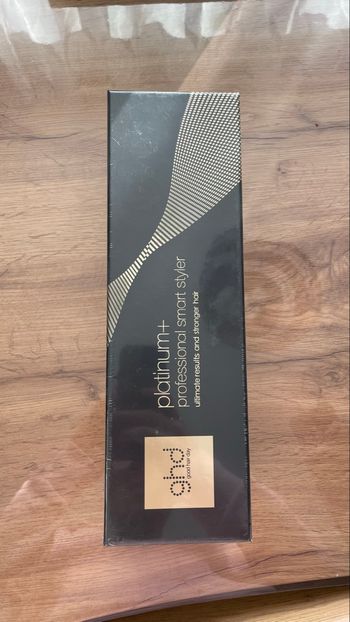 ghd
good hair day
platinum+
professional smart styler
ultimate results and stronger hair